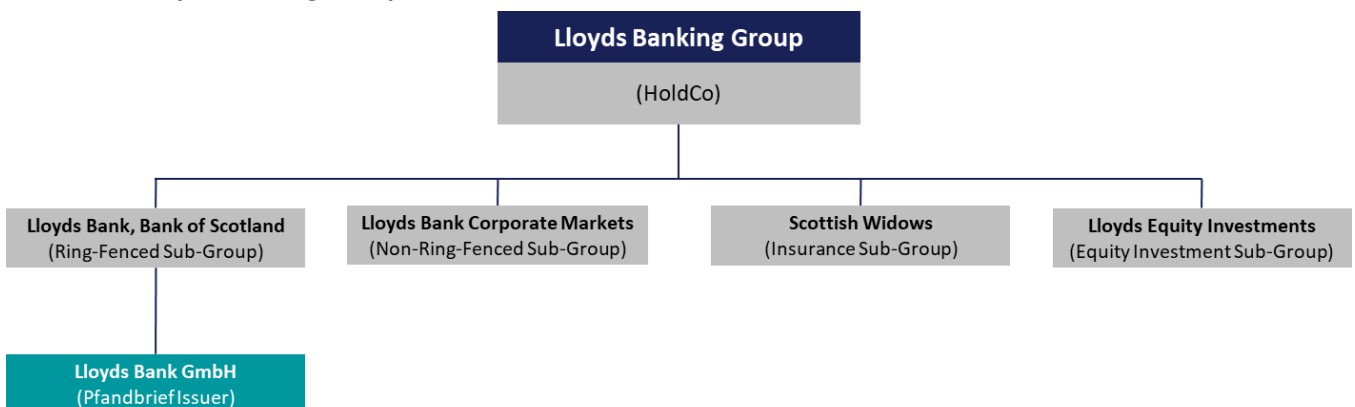 Lloyds Banking Group
(HoldCo)
Lloyds Bank, Bank of Scotland
(Ring-Fenced Sub-Group)
Lloyds Bank Corporate Markets
(Non-Ring-Fenced Sub-Group)
Scottish Widows
(Insurance Sub-Group)
Lloyds Equity Investments
(Equity Investment Sub-Group)
Lloyds Bank GmbH
(Pfandbrief Issuer)